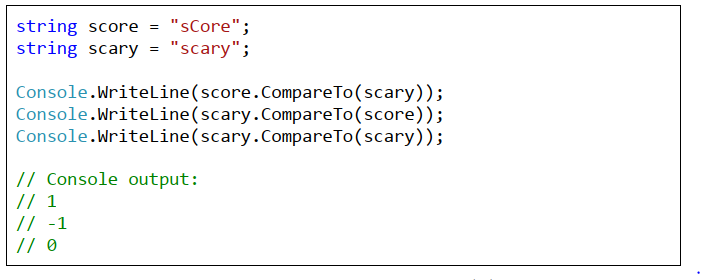 string score = "sCore";
string scary = "scary";
Console.WriteLine(score.CompareTo(scary));
Console.WriteLine(scary.CompareTo(score));
Console.WriteLine(scary.CompareTo(scary));
// Console output:
// 1
// -1
// 0